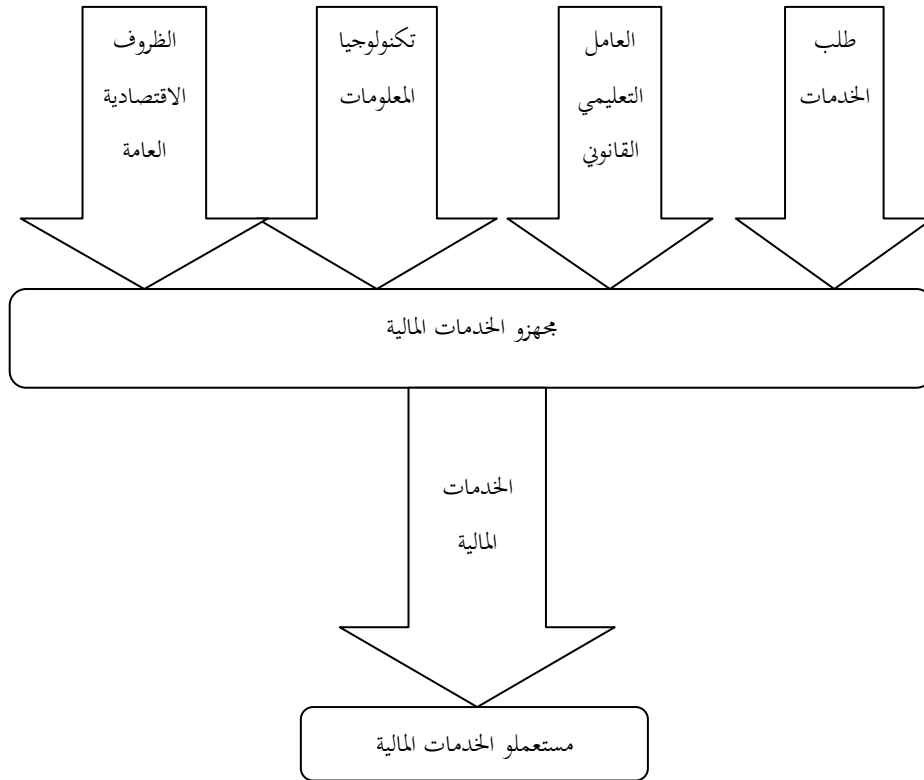 طلب
الخدمات
العامل
التعليمي
القانوني
تكنولوجيا
المعلومات
الظروف
الاقتصادية
العامة
مجهزو الخدمات المالية
الخدمات
المالية
مستعملو الخدمات المالية